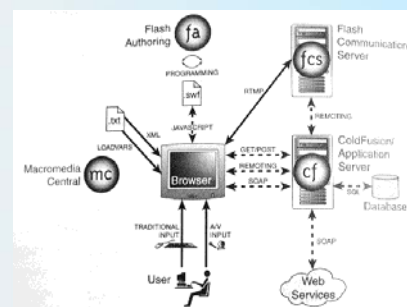 Flash
Authoring
fa
PROGRAMMING
.swf
JAVASCRIPT
.txt
XML
LOADVARS
Macromedia
Central
mc
Browser
RTMP
fcs
Flash
Communication
Server
REMOTING
GET/POST
REMOTING
SOAP
cf
ColdFusion/
Application
Server
SQL
Database
SOAP
Web
Services
TRADITIONAL
INPUT
A/V
INPUT
User